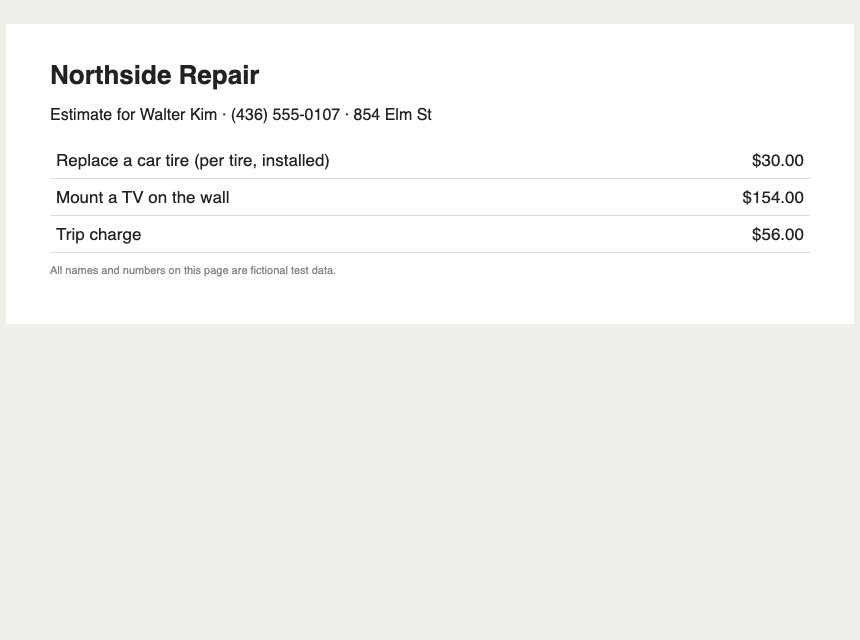 Northside Repair
Estimate for Walter Kim · (436) 555-0107 · 854 Elm St
Replace a car tire (per tire, installed) $30.00
Mount a TV on the wall $154.00
Trip charge $56.00
All names and numbers on this page are fictional test data.